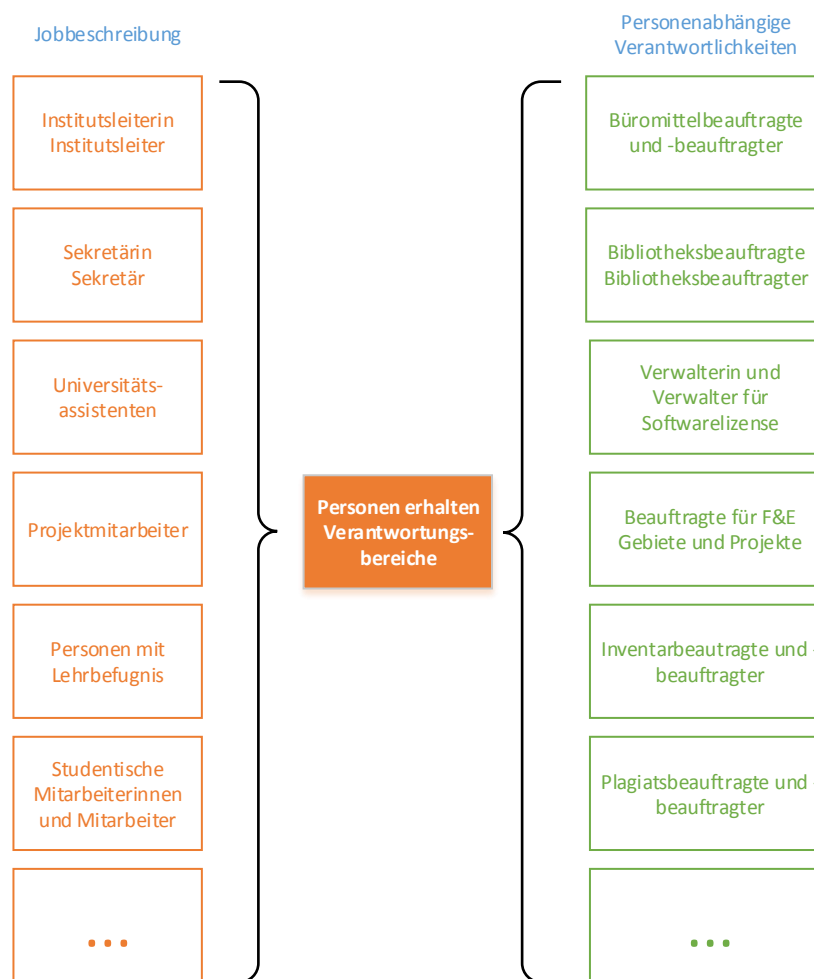 Jobbeschreibung
Institutsleiterin
Institutsleiter
Sekretärin
Sekretär
Universitäts-
assistenten
Projektmitarbeiter
Personen mit
Lehrbefugnis
Studentische
Mitarbeiterinnen
und Mitarbeiter
...
Personen erhalten
Verantwortungs-
bereiche
Personenabhängige
Verantwortlichkeiten
Büromittelbeauftragte
und -beauftragter
Bibliotheksbeauftragte
Bibliotheksbeauftragter
Verwalterin und
Verwalter für
Softwarelizense
Beauftragte für F&E
Gebiete und Projekte
Inventarbeautragte und -
beauftragter
Plagiatsbeauftragte und -
beauftragter
...